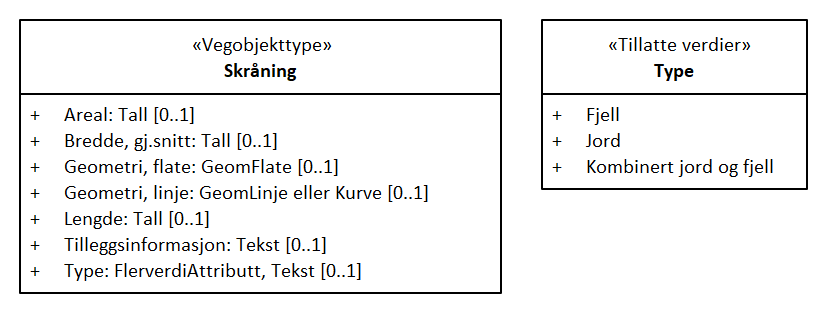 «Vegobjekttype»
Skråning
+ Areal: Tall [0..1]
+ Bredde, gj.snitt: Tall [0..1]
+ Geometri, flate: GeomFlate [0..1]
+ Geometri, linje: GeomLinje eller Kurve [0..1]
+ Lengde: Tall [0..1]
+ Tilleggsinformasjon: Tekst [0..1]
+ Type: FlerverdiAttributt, Tekst [0..1]
«Tillatte verdier»
Type
+ Fjell
+ Jord
+ Kombinert jord og fjell